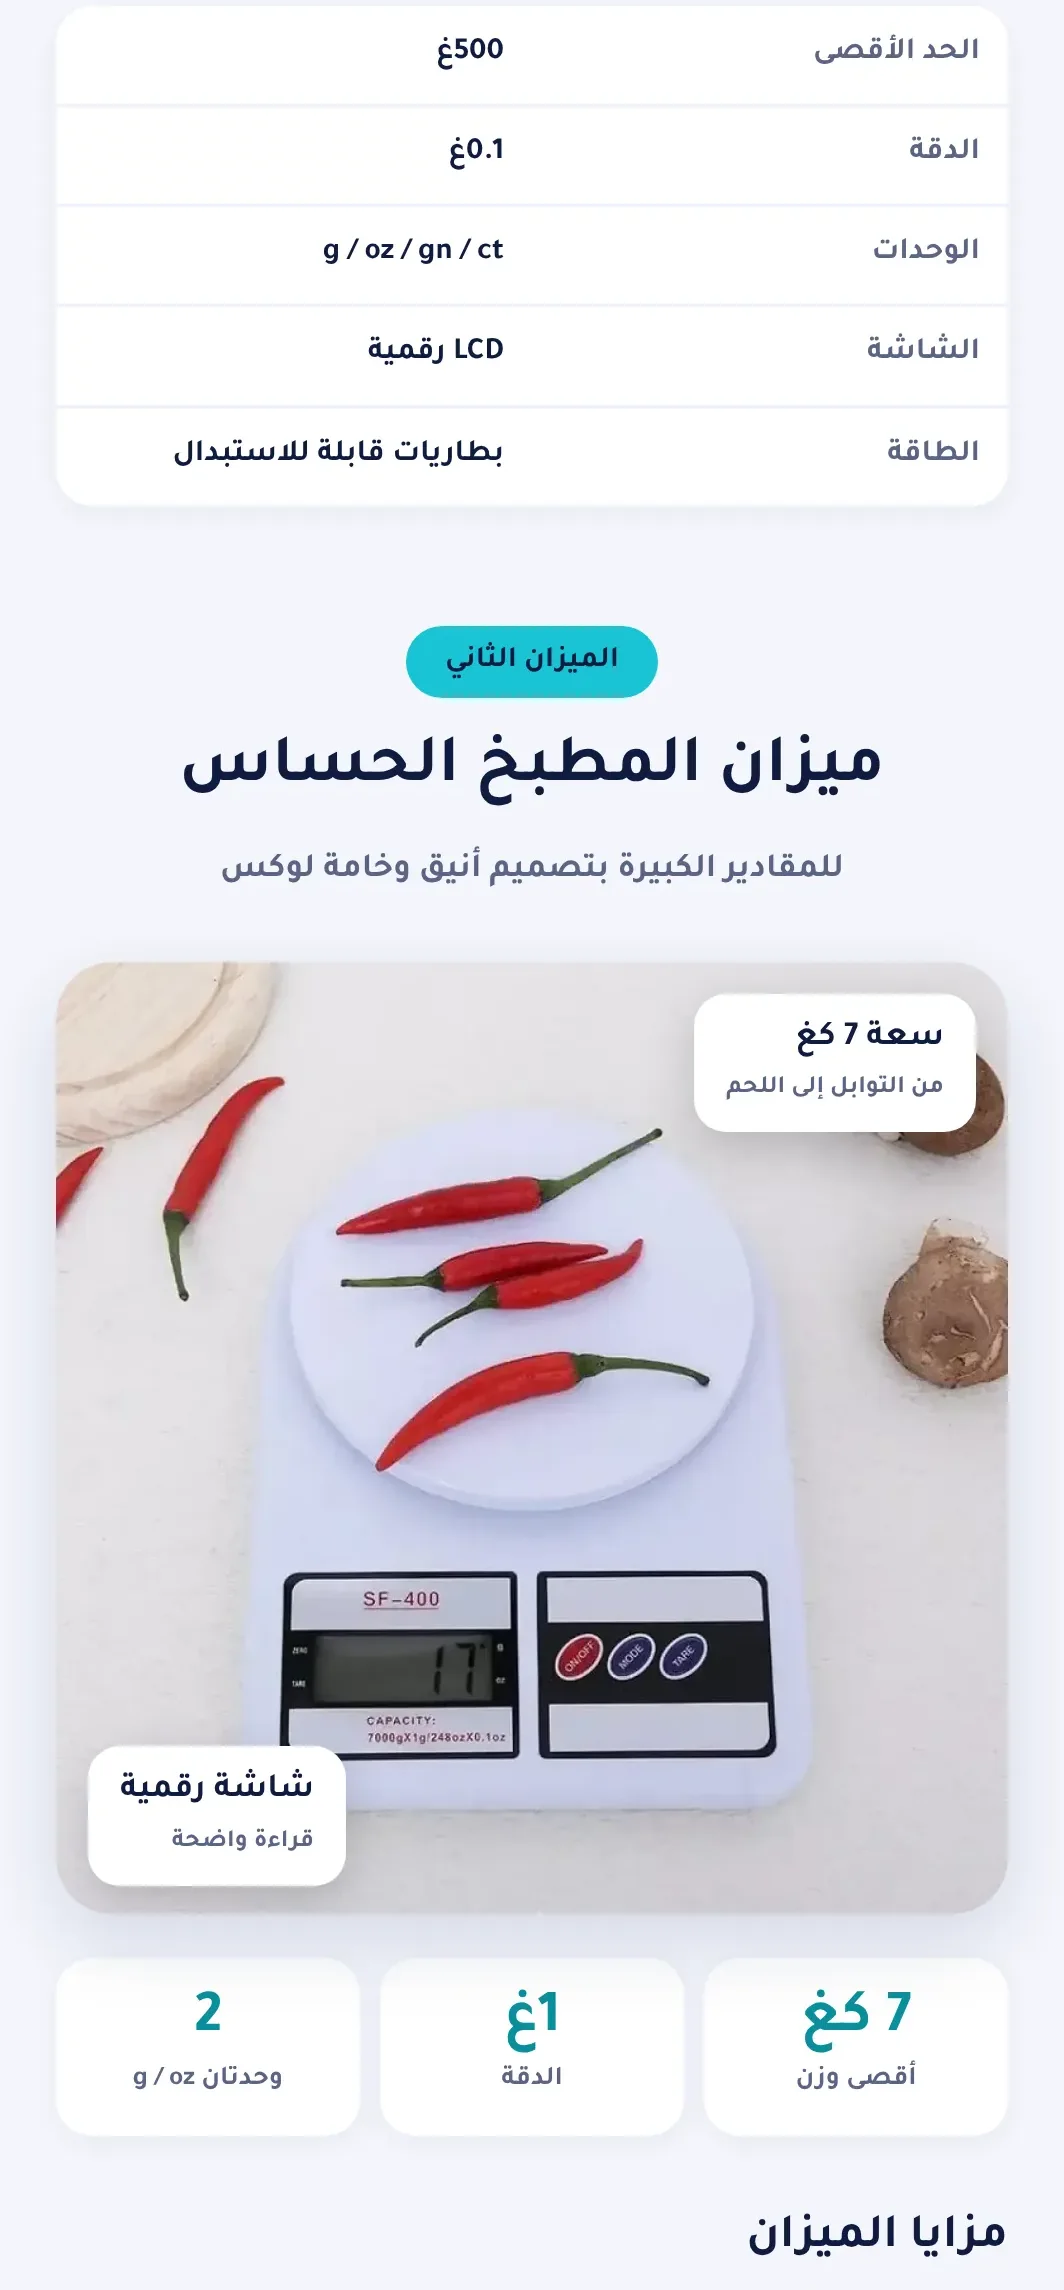 الحد الأقصى 500غ
الدقة 0.1غ
الوحدات g / oz / gn / ct
الشاشة LCD رقمية
الطاقة بطاريات قابلة للاستبدال
الميزان الثاني
ميزان المطبخ الحساس
للمقادير الكبيرة بتصميم أنيق وخامة لوكس
سعة 7 كغ
من التوابل إلى اللحم
SF-400
ZERO
G
17
TARE
OZ
ON/OFF
MODE
TARE
CAPACITY:
7000gX1g/248ozX0.1oz
شاشة رقمية
قراءة واضحة
7 كغ
أقصى وزن
1غ
الدقة
2
وحدتان g / oz
مزايا الميزان